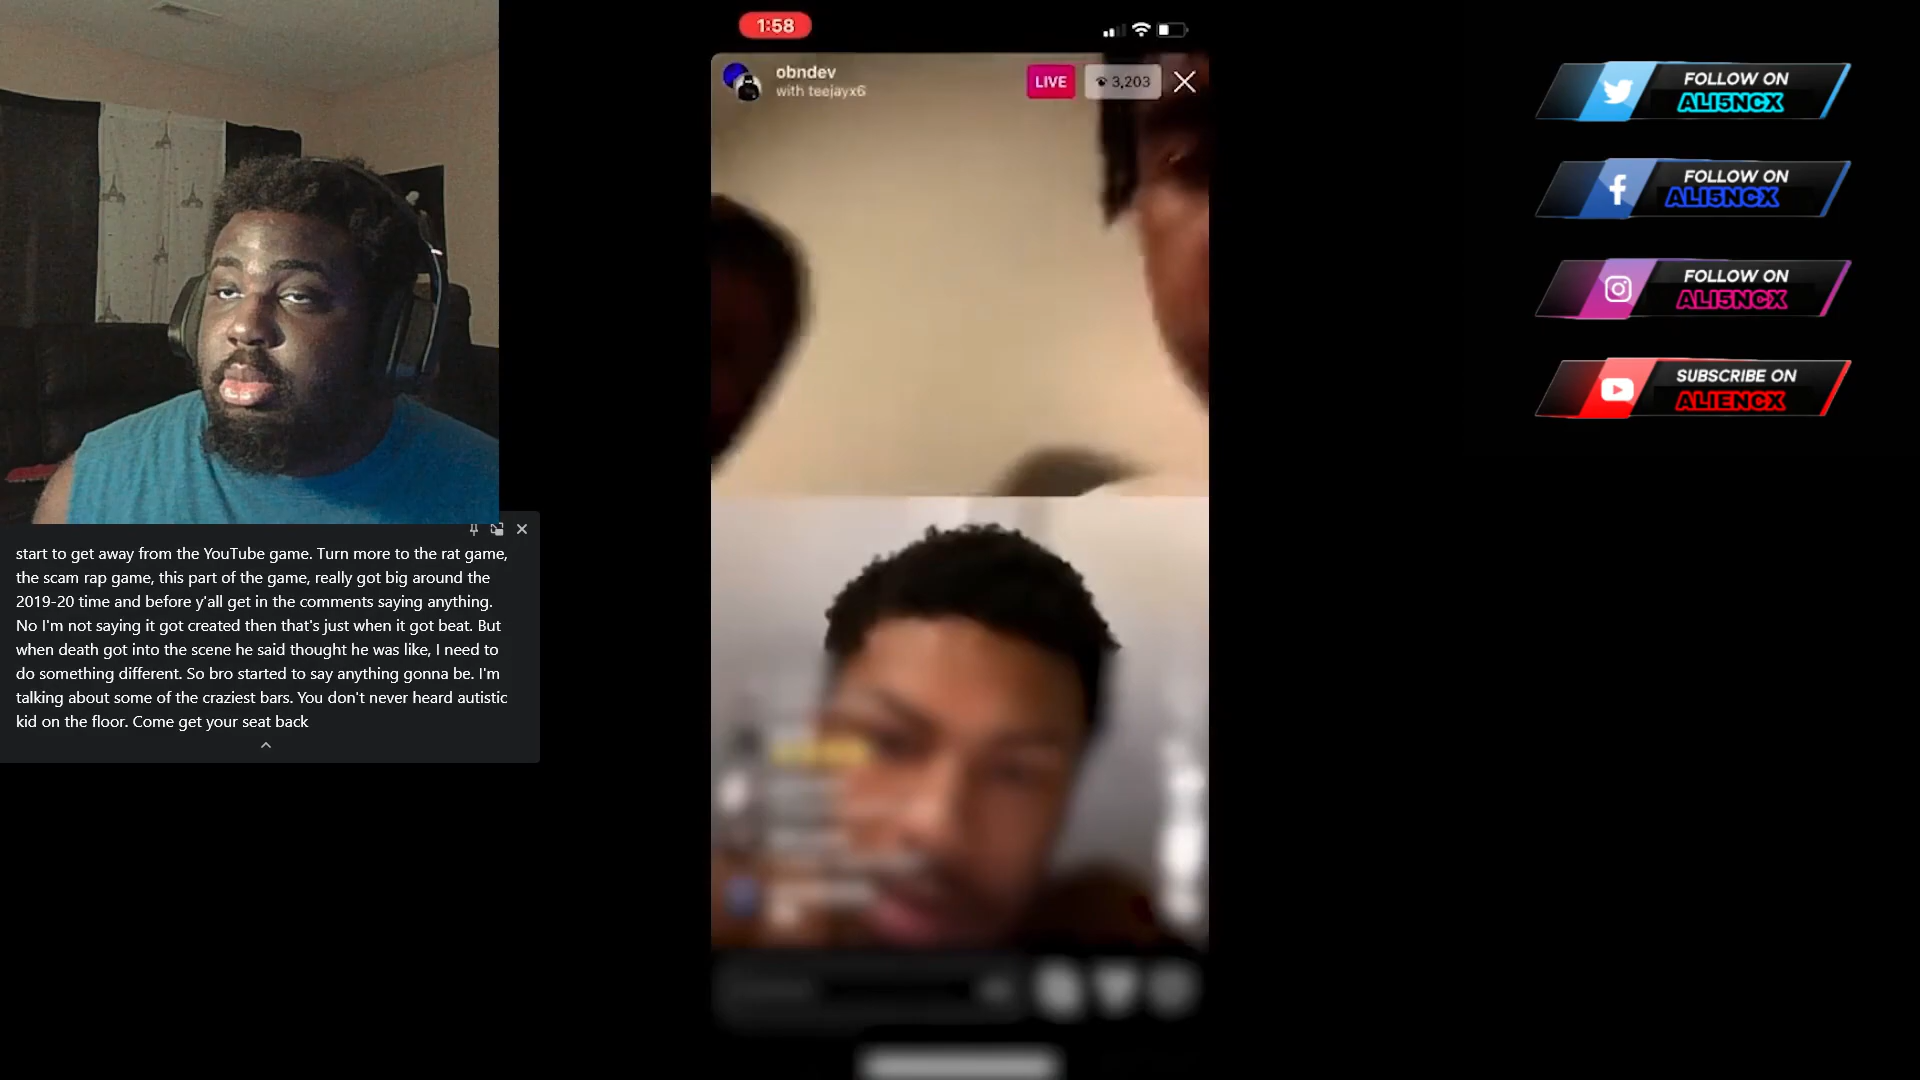 1:58
obndev
with teejayx6
LIVE
3,203
FOLLOW ON
ALI5NCX
FOLLOW ON
ALI5NCX
FOLLOW ON
ALI5NCX
SUBSCRIBE ON
ALIENCX
start to get away from the YouTube game. Turn more to the rat game,
the scam rap game, this part of the game, really got big around the
2019-20 time and before y'all get in the comments saying anything.
No I'm not saying it got created then that's just when it got beat. But
when death got into the scene he said thought he was like, I need to
do something different. So bro started to say anything gonna be. I'm
talking about some of the craziest bars. You don't never heard autistic
kid on the floor. Come get your seat back